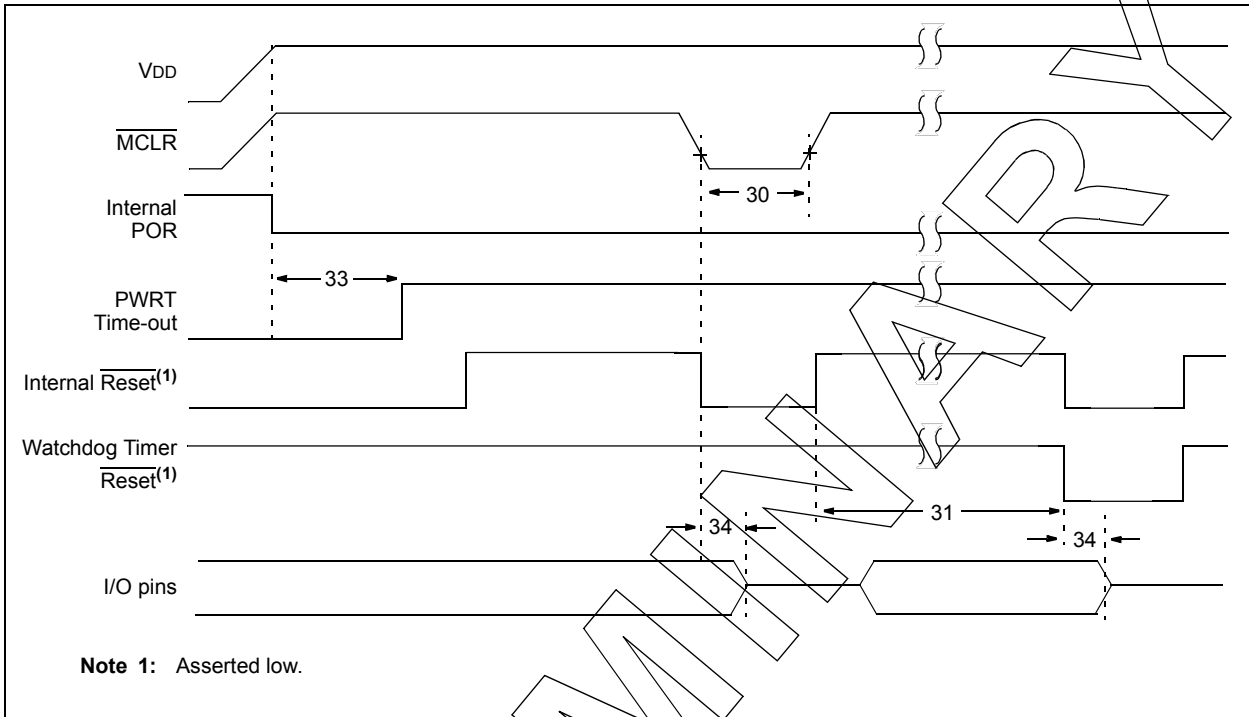 VDD
MCLR
30
Internal
POR
33
PWRT
Time-out
Internal Reset(1)
Watchdog Timer
Reset(1)
31
34
34
I/O pins
Note 1: Asserted low.
MINARY